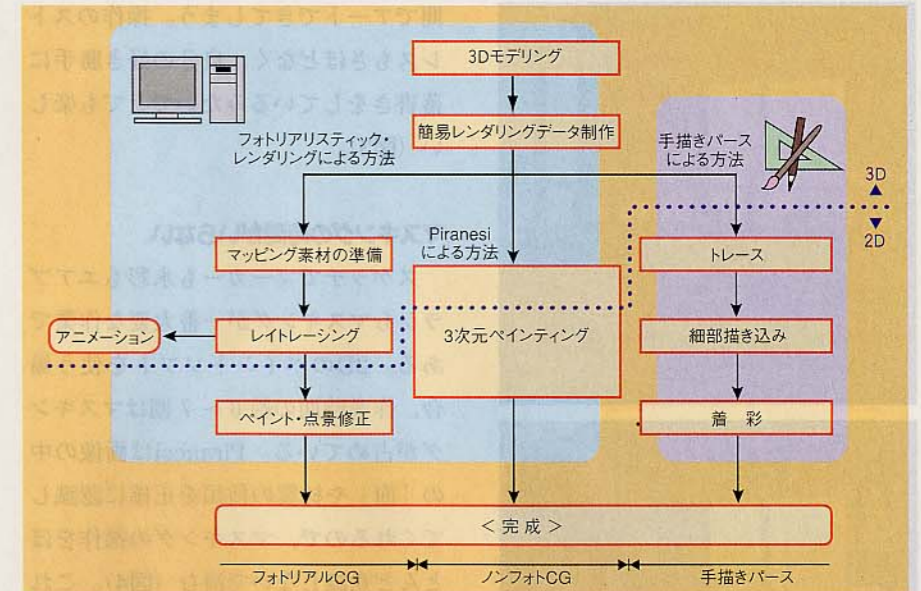 3Dモデリング
簡易レンダリングデータ制作
フォトリアリスティック・
レンダリングによる方法
手描きパース
による方法
3D
2D
Piranesi
による方法
マッピング素材の準備
トレース
アニメーション
レイトレーシング
3次元ペインティング
細部描き込み
ペイント・点景修正
着 彩
<完成>
フォトリアルCG
ノンフォトCG
手描きパース